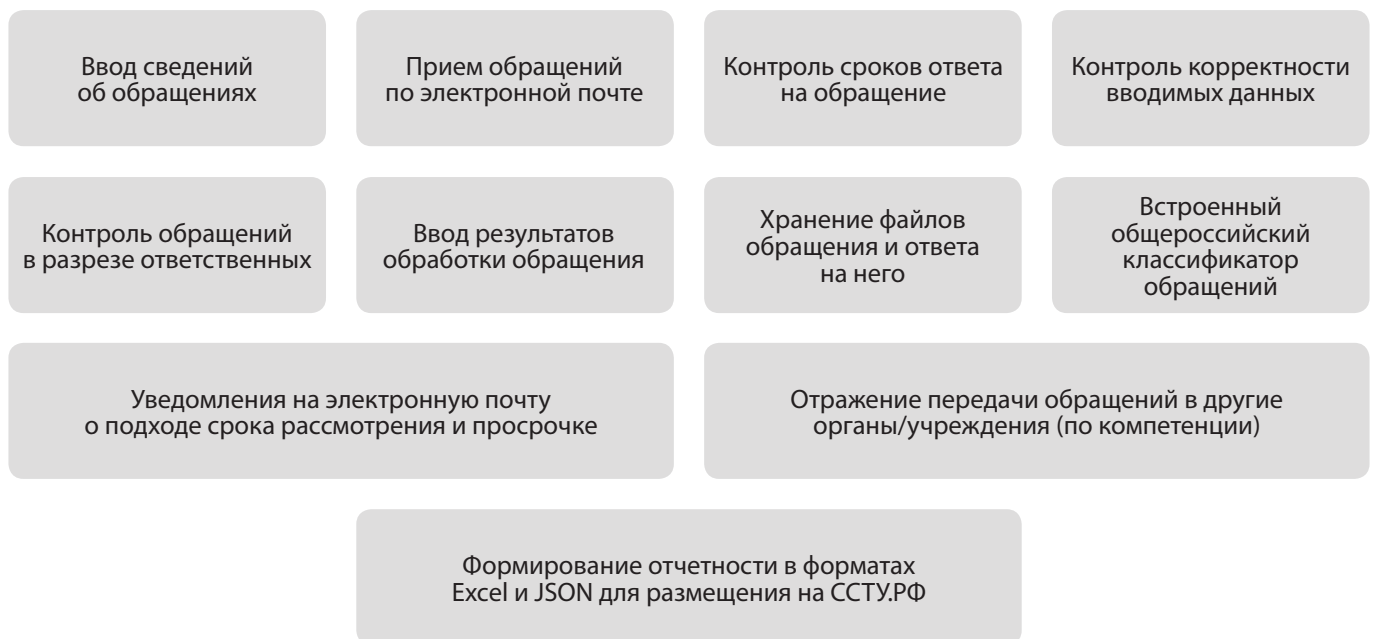 Ввод сведений
об обращениях
Прием обращений
по электронной почте
Контроль сроков ответа
на обращение
Контроль корректности
вводимых данных
Контроль обращений
в разрезе ответственных
Ввод результатов
обработки обращения
Хранение файлов
обращения и ответа
на него
Встроенный
общероссийский
классификатор
обращений
Уведомления на электронную почту
о подходе срока рассмотрения и просрочке
Отражение передачи обращений в другие
органы/учреждения (по компетенции)
Формирование отчетности в форматах
Excel и JSON для размещения на ССТУ.РФ